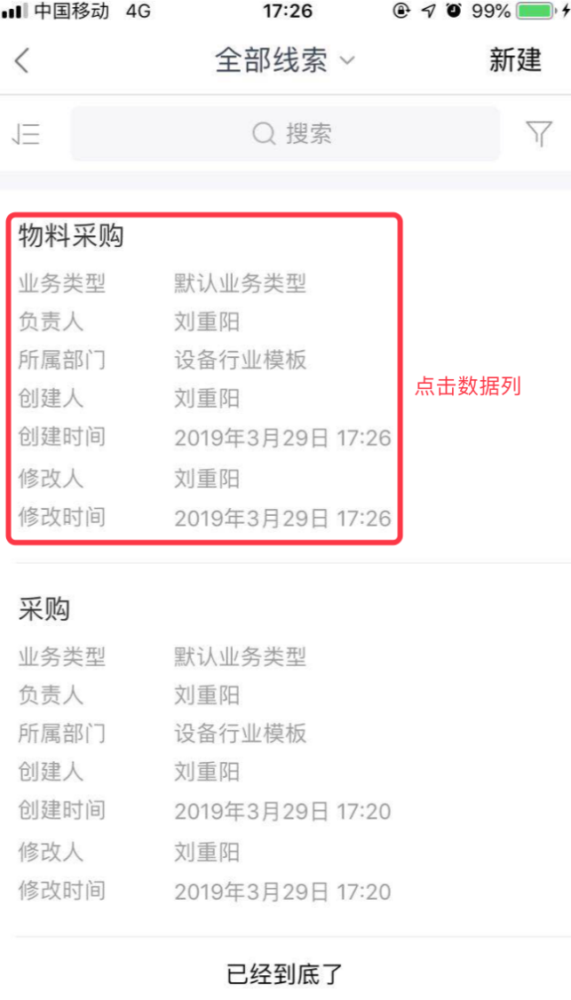 中国移动 4G 17:26 99%
全部线索 新建
搜索
物料采购
业务类型 默认业务类型
负责人 刘重阳
所属部门 设备行业模板
点击数据列
创建人 刘重阳
创建时间 2019年3月29日 17:26
修改人 刘重阳
修改时间 2019年3月29日 17:26
采购
业务类型 默认业务类型
负责人 刘重阳
所属部门 设备行业模板
创建人 刘重阳
创建时间 2019年3月29日 17:20
修改人 刘重阳
修改时间 2019年3月29日 17:20
已经到底了